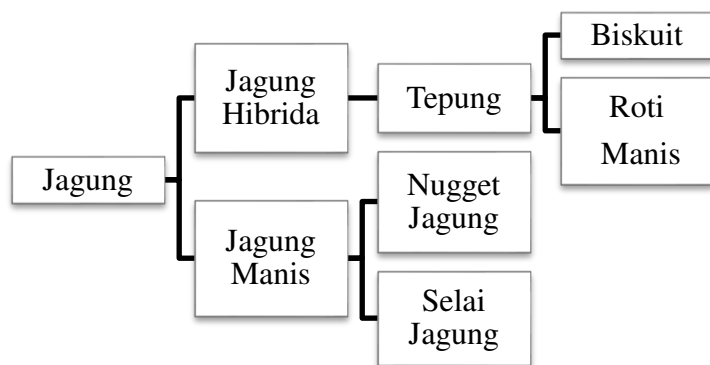 Jagung
Jagung
Hibrida
Tepung
Biskuit
Roti
Manis
Jagung
Manis
Nugget
Jagung
Selai
Jagung